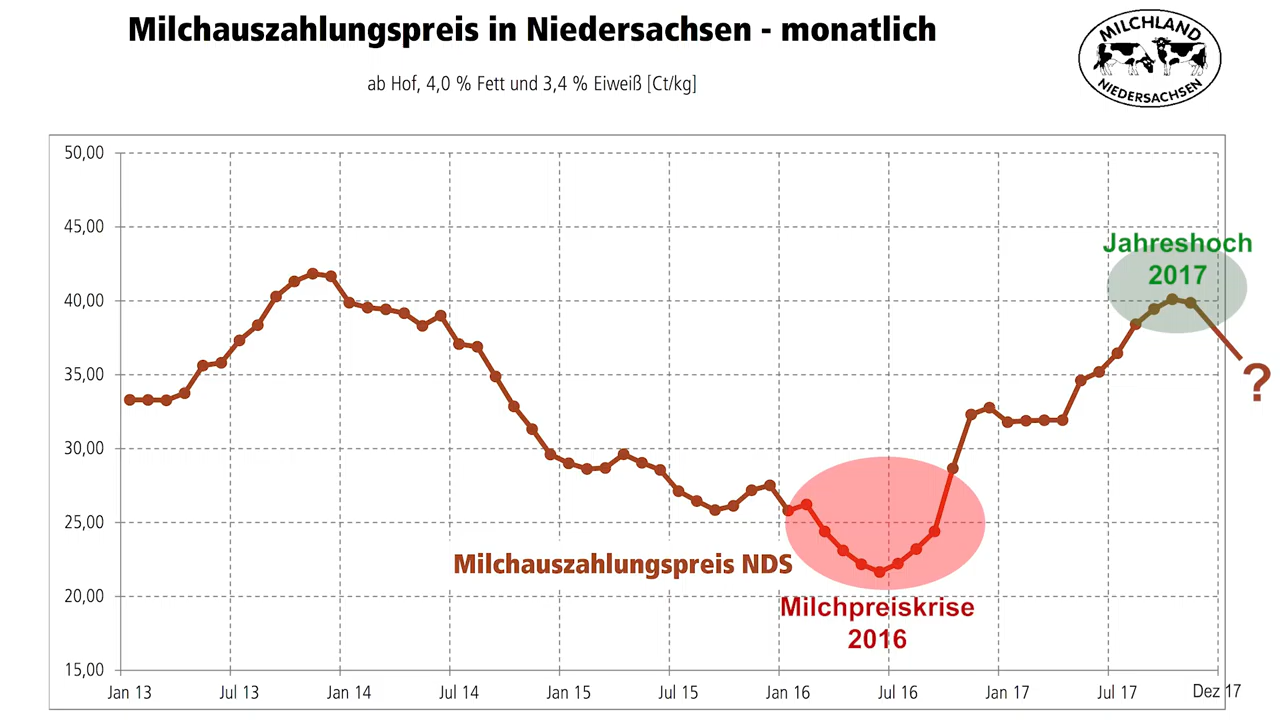 Milchauszahlungspreis in Niedersachsen - monatlich
ab Hof, 4,0 % Fett und 3,4 % Eiweiß [Ct/kg]
MILCHLAND
NIEDERSACHSEN
50,00
45,00
40,00
35,00
30,00
25,00
20,00
15,00
Jahreshoch
2017
?
Milchauszahlungspreis NDS
Milchpreiskrise
2016
Jan 13 Jul 13 Jan 14 Jul 14 Jan 15 Jul 15 Jan 16 Jul 16 Jan 17 Jul 17 Dez 17